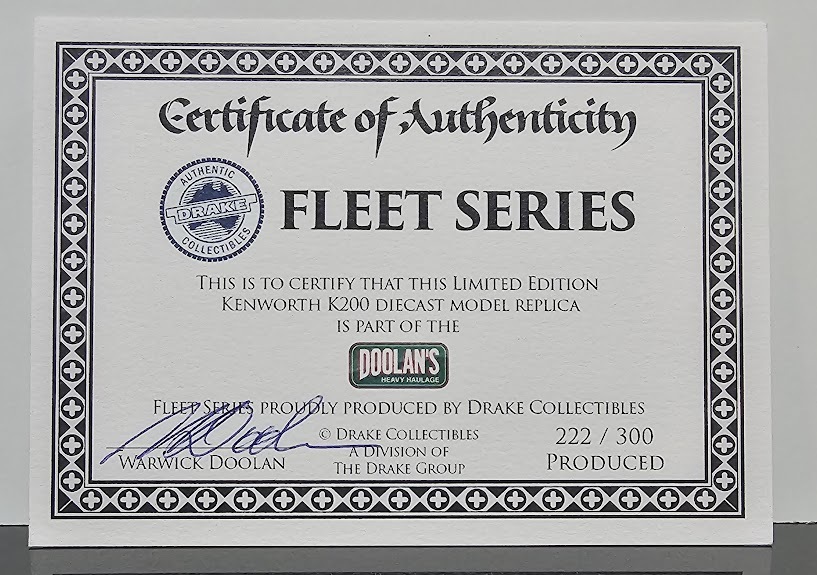 Certificate of Authenticity
AUTHENTIC
DRAKE
COLLECTIBLES
FLEET SERIES
THIS IS TO CERTIFY THAT THIS LIMITED EDITION
KENWORTH K200 DIECAST MODEL REPLICA
IS PART OF THE
DOOLAN'S
HEAVY HAULAGE
FLEET SERIES PROUDLY PRODUCED BY DRAKE COLLECTIBLES
WARWICK DOOLAN
© DRAKE COLLECTIBLES
A DIVISION OF
THE DRAKE GROUP
222 / 300
PRODUCED